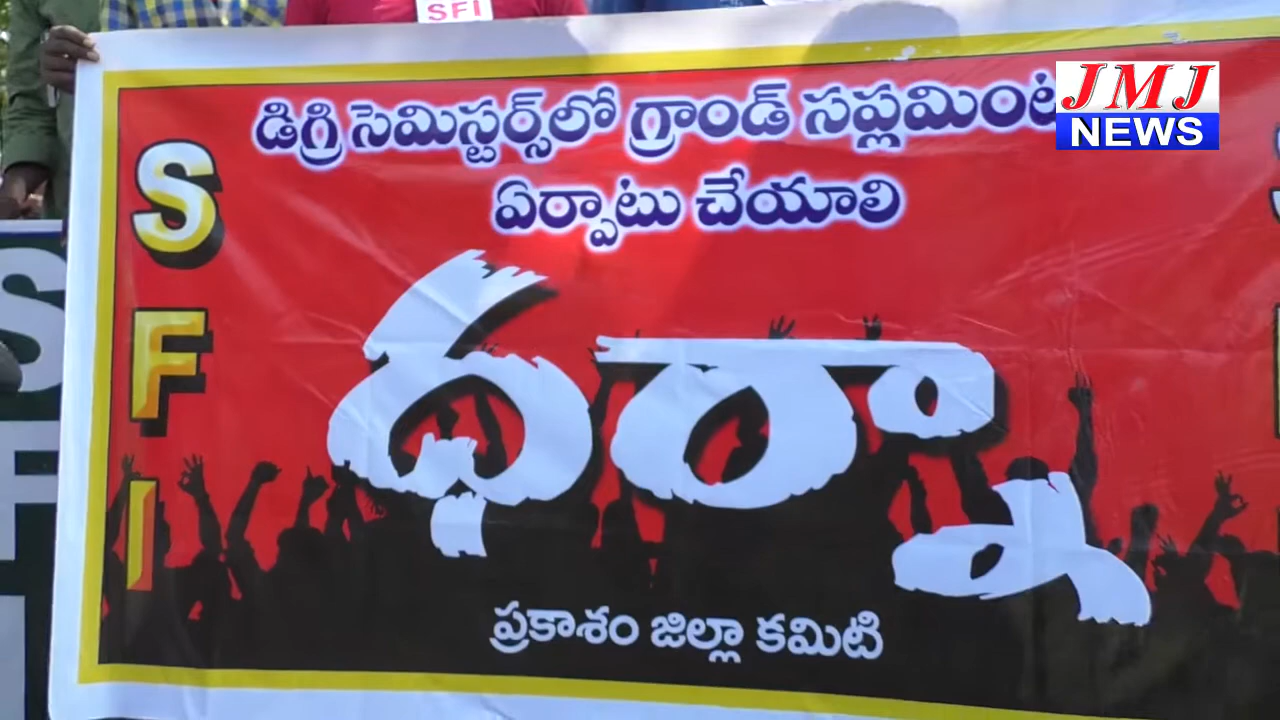 SFI
డిగ్రి సెమిస్టర్స్‌లో గ్రాండ్ సప్లమింట
JMJ
NEWS
ఏర్పాటు చేయాలి
SFI
ధర్నా
ప్రకాశం జిల్లా కమిటి
S
F